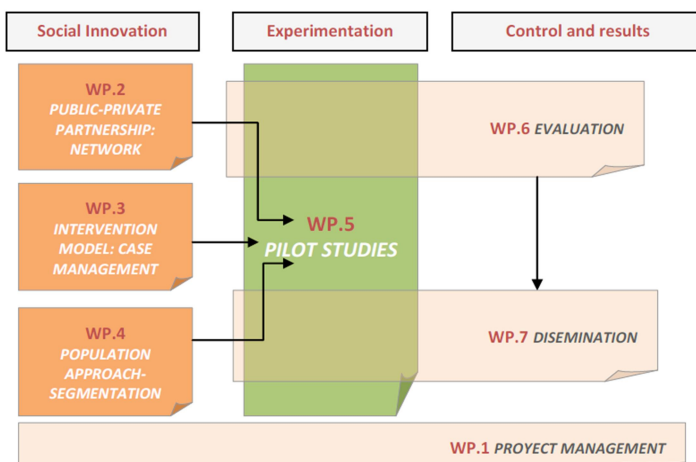 Social Innovation
Experimentation
Control and results
WP.2
PUBLIC-PRIVATE
PARTNERSHIP:
NETWORK
WP.3
INTERVENTION
MODEL: CASE
MANAGEMENT
WP.4
POPULATION
APPROACH-
SEGMENTATION
WP.5
PILOT STUDIES
WP.6 EVALUATION
WP.7 DISEMINATION
WP.1 PROYECT MANAGEMENT